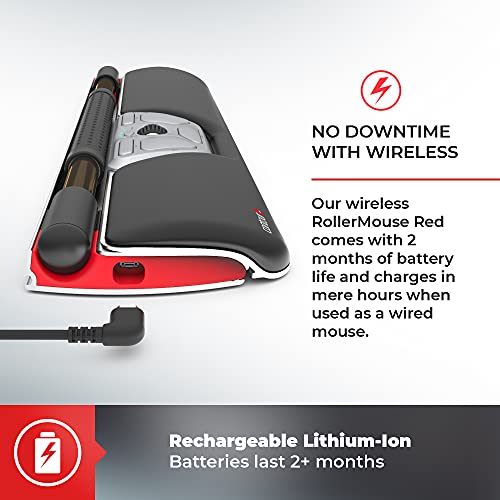 NO DOWNTIME
WITH WIRELESS
Our wireless
RollerMouse Red
comes with 2
months of battery
life and charges in
mere hours when
used as a wired
mouse.
Rechargeable Lithium-Ion
Batteries last 2+ months